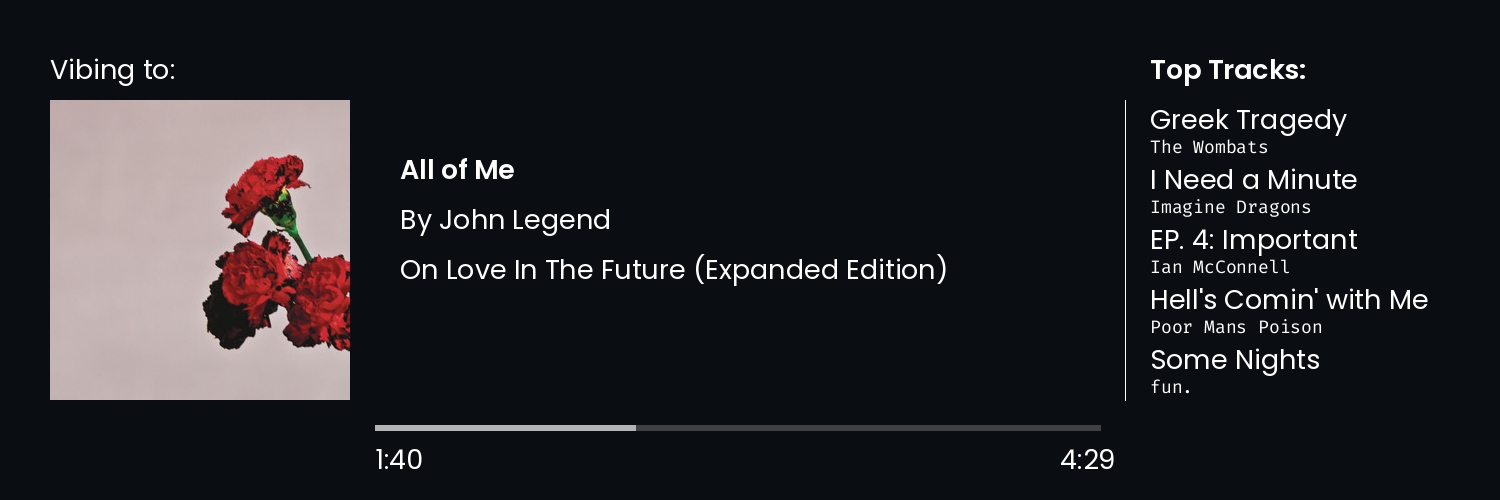 Vibing to:
All of Me
By John Legend
On Love In The Future (Expanded Edition)
1:40
4:29
Top Tracks:
Greek Tragedy
The Wombats
I Need a Minute
Imagine Dragons
EP. 4: Important
Ian McConnell
Hell's Comin' with Me
Poor Mans Poison
Some Nights
fun.